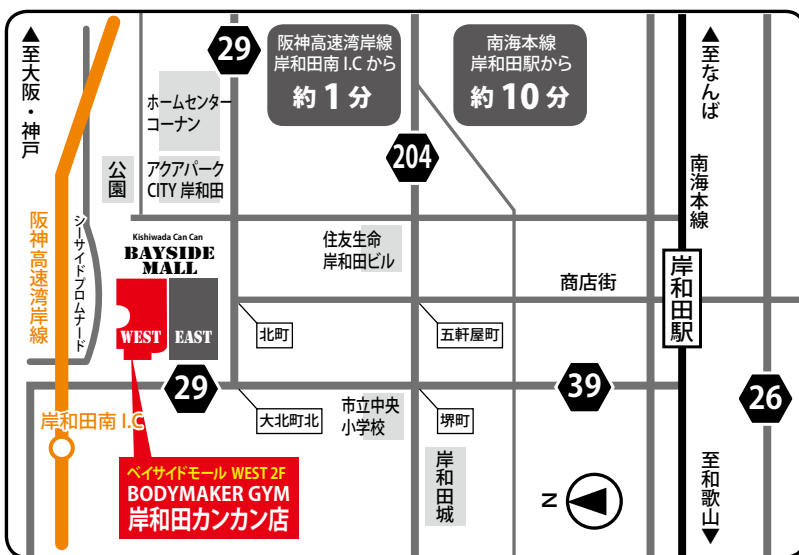 ▲至大阪・神戸
29
阪神高速湾岸線
岸和田南 I.C から
約 1 分
南海本線
岸和田駅から
約 10 分
▲至なんば
ホームセンター
コーナン
204
公園
アクアパーク
CITY 岸和田
南海本線
阪神高速湾岸線
シーサイドプロムナード
Kishiwada Can Can
BAYSIDE
MALL
住友生命
岸和田ビル
岸和田駅
商店街
WEST
EAST
北町
五軒屋町
29
39
26
岸和田南 I.C
大北町北
市立中央
小学校
堺町
ベイサイドモール WEST 2F
BODYMAKER GYM
岸和田カンカン店
岸和田城
N
至和歌山▼